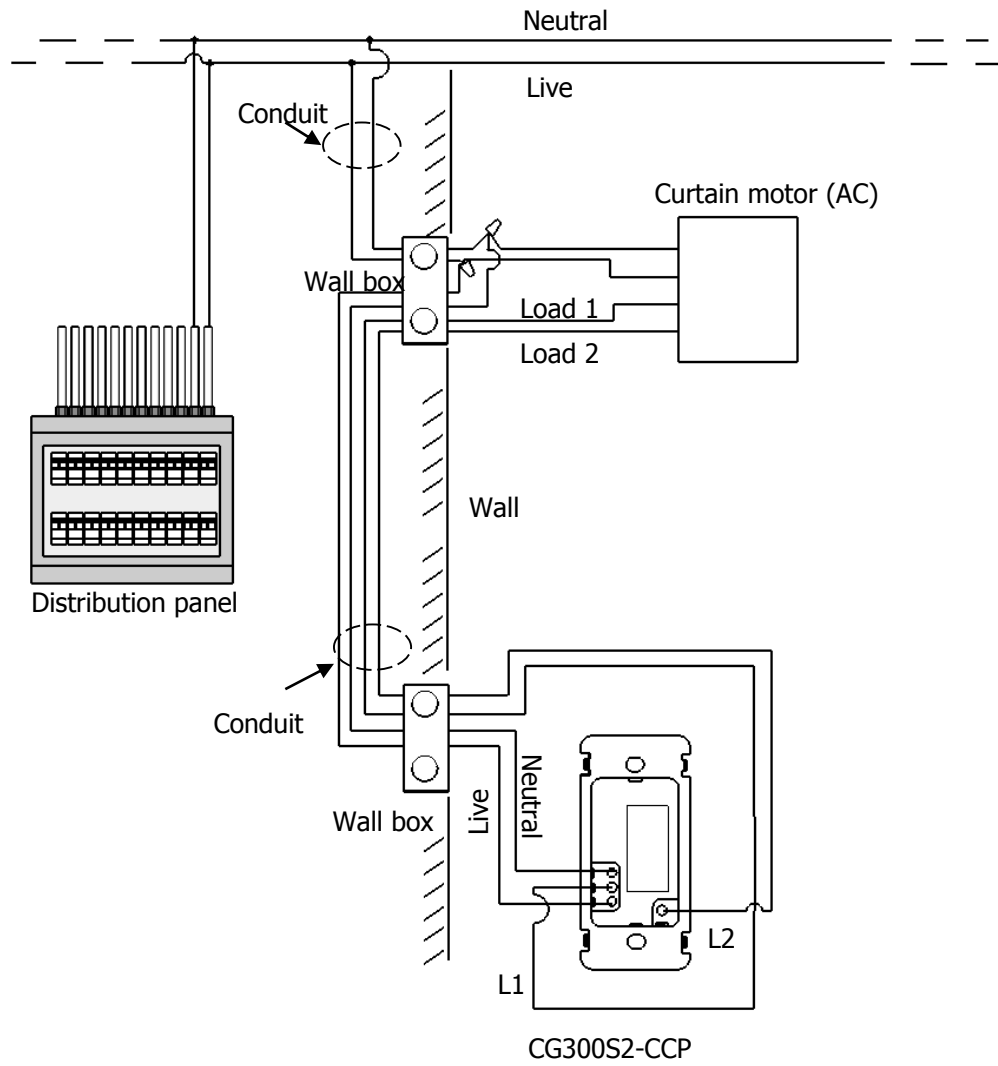 Neutral
Live
Conduit
Curtain motor (AC)
Wall box
Load 1
Load 2
Wall
Distribution panel
Conduit
Neutral
Live
Wall box
L2
L1
CG300S2-CCP